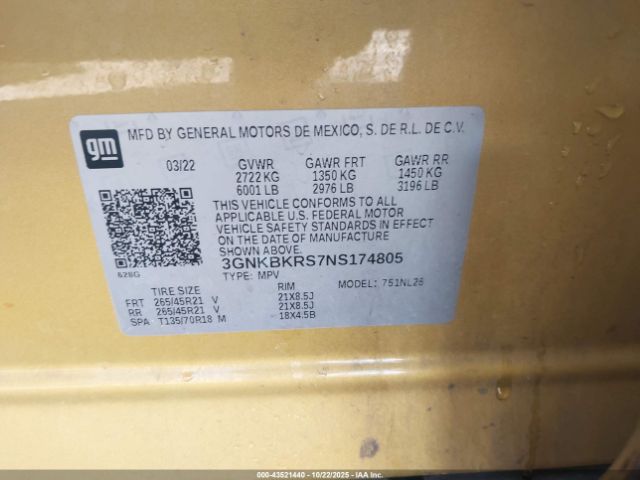 gm
MFD BY GENERAL MOTORS DE MEXICO, S. DE R.L. DE C.V.
03/22 GVWR GAWR FRT GAWR RR
2722 KG 1350 KG 1450 KG
6001 LB 2976 LB 3196 LB
THIS VEHICLE CONFORMS TO ALL
APPLICABLE U.S. FEDERAL MOTOR
VEHICLE SAFETY STANDARDS IN EFFECT
ON THE DATE OF MANUFACTURE
SHOWN ABOVE.
3GNKBKRS7NS174805
628G TYPE: MPV MODEL: 751NL26
TIRE SIZE RIM
FRT 265/45R21 V 21X8.5J
RR 265/45R21 V 21X8.5J
SPA T135/70R18 M 18X4.5B
000-43521440 - 10/22/2025 - IAAI.COM